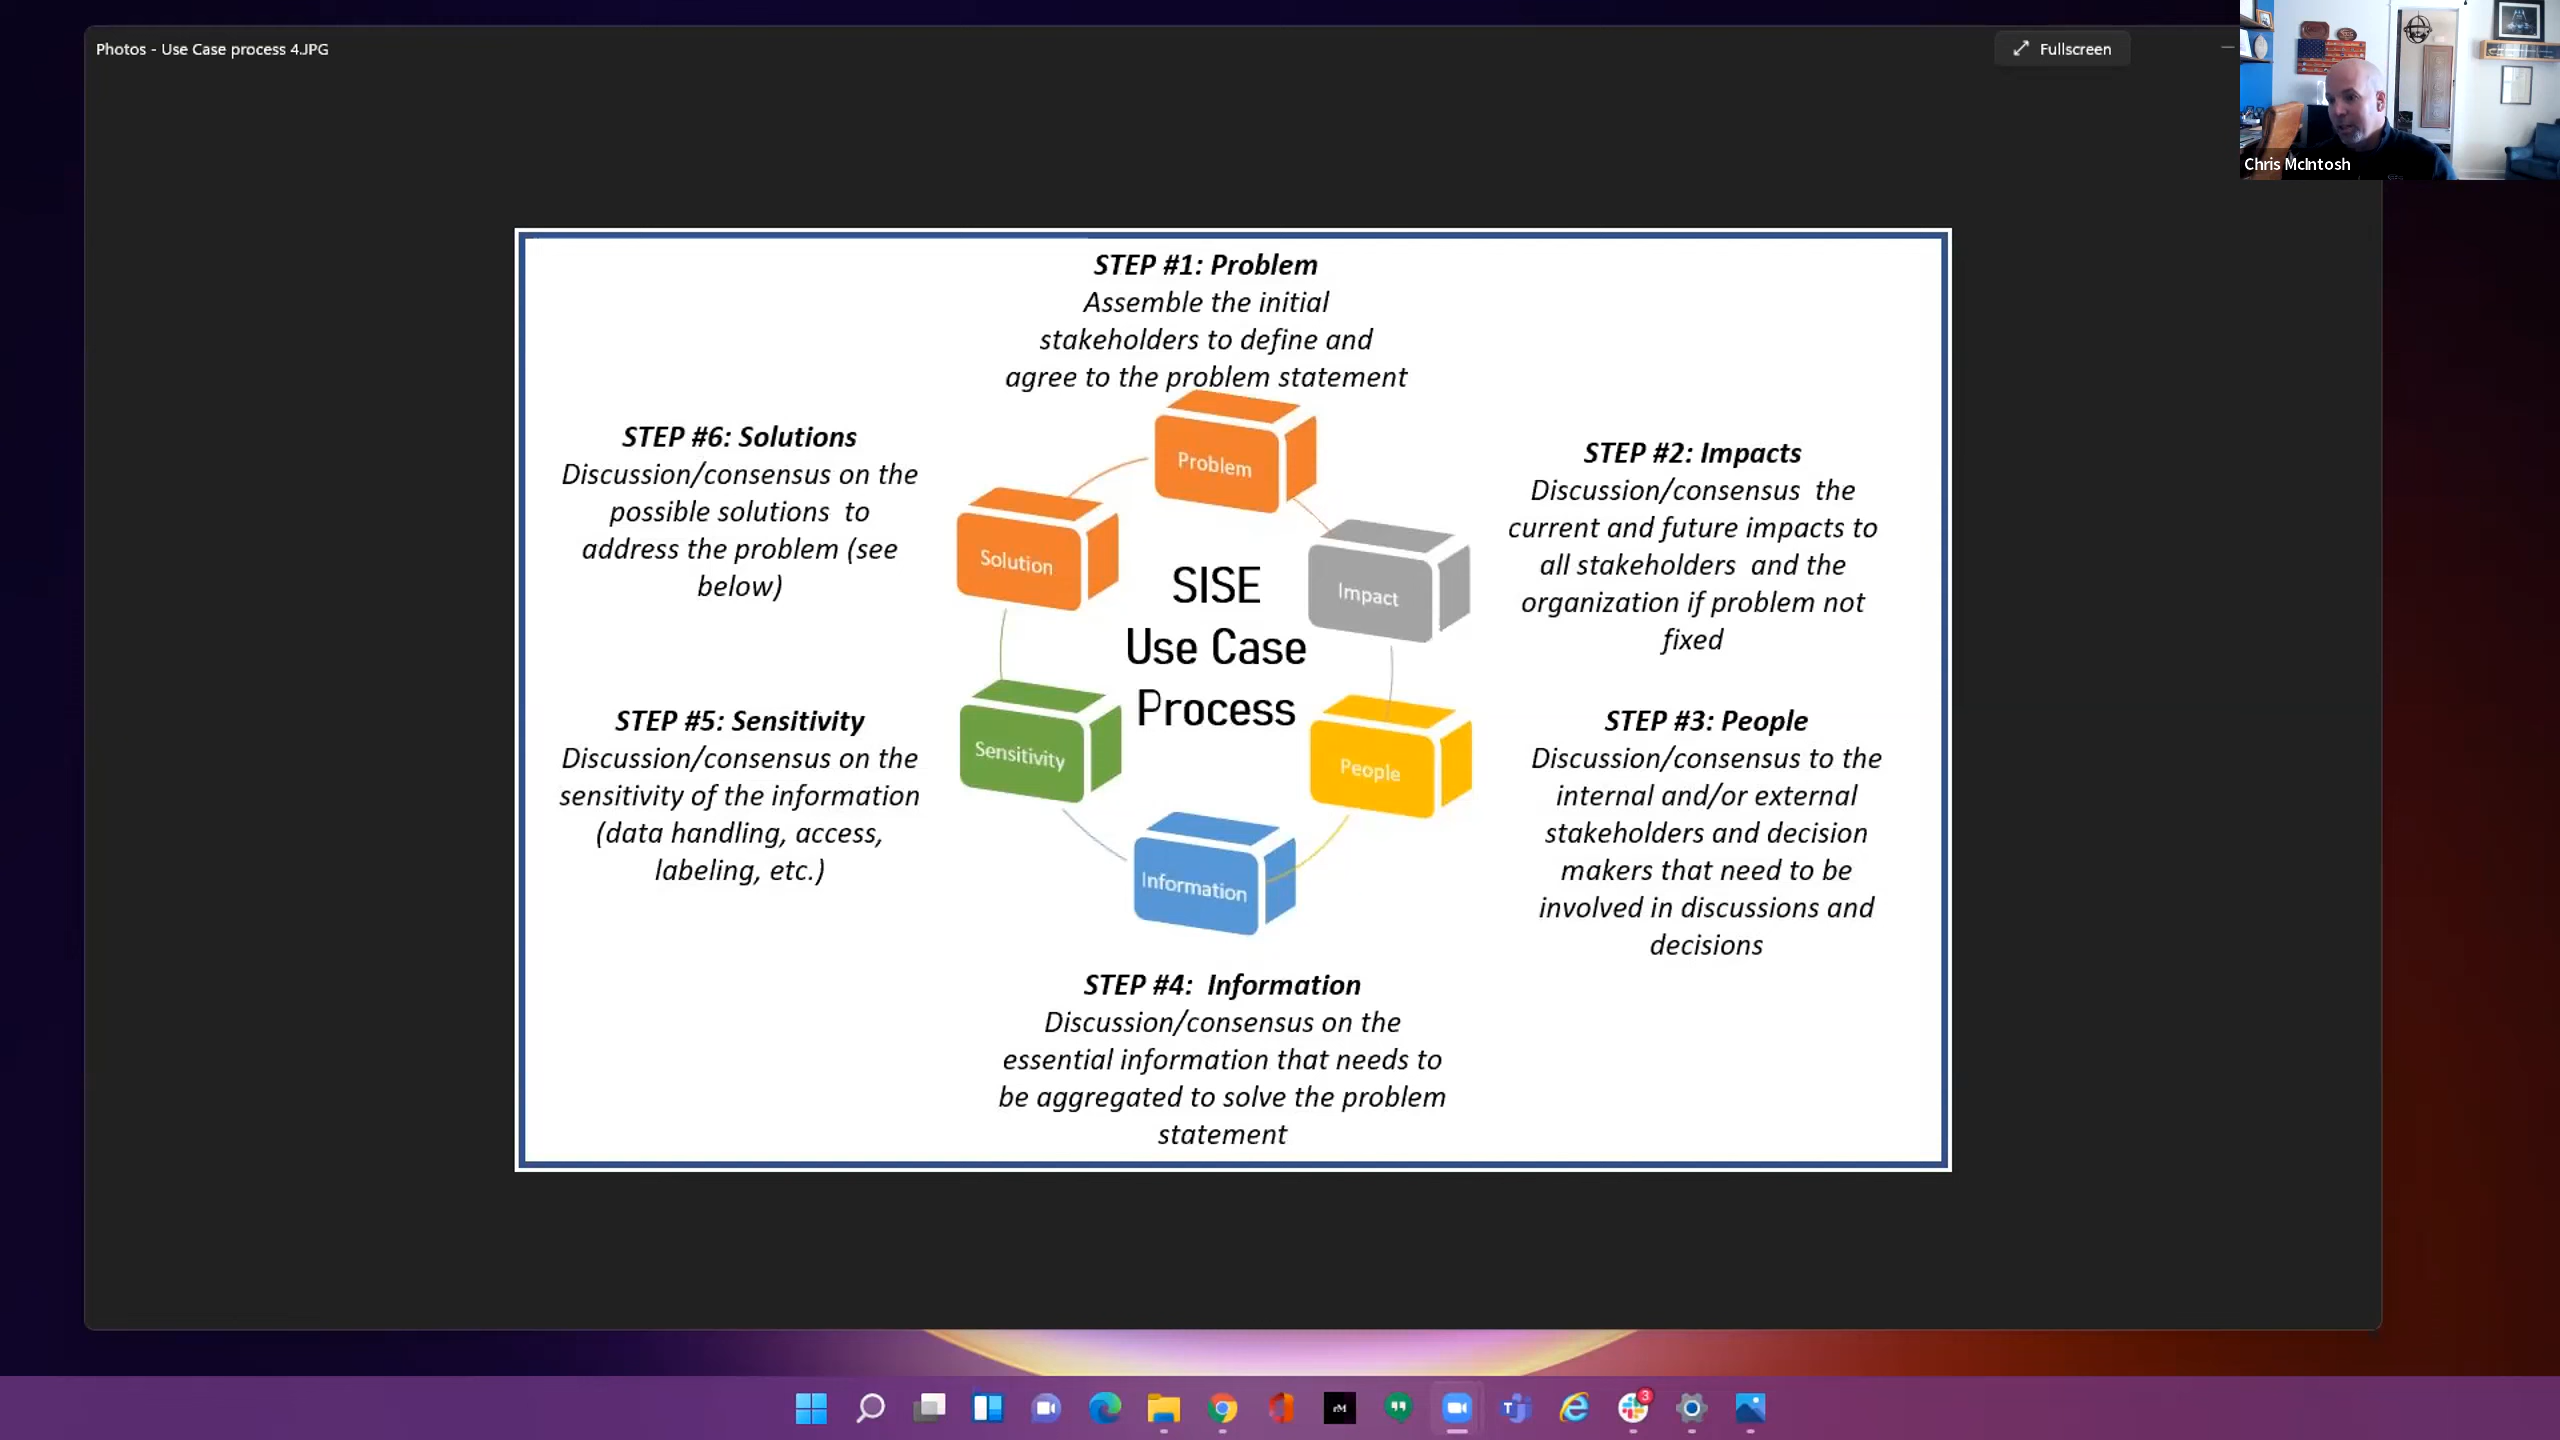 Photos - Use Case process 4.JPG
Fullscreen
Chris McIntosh
STEP #1: Problem
Assemble the initial
stakeholders to define and
agree to the problem statement
STEP #6: Solutions
Discussion/consensus on the
possible solutions to
address the problem (see
below)
STEP #2: Impacts
Discussion/consensus the
current and future impacts to
all stakeholders and the
organization if problem not
fixed
Problem
Solution
Impact
SISE
Use Case
Process
Sensitivity
People
Information
STEP #5: Sensitivity
Discussion/consensus on the
sensitivity of the information
(data handling, access,
labeling, etc.)
STEP #3: People
Discussion/consensus to the
internal and/or external
stakeholders and decision
makers that need to be
involved in discussions and
decisions
STEP #4: Information
Discussion/consensus on the
essential information that needs to
be aggregated to solve the problem
statement
rM
3